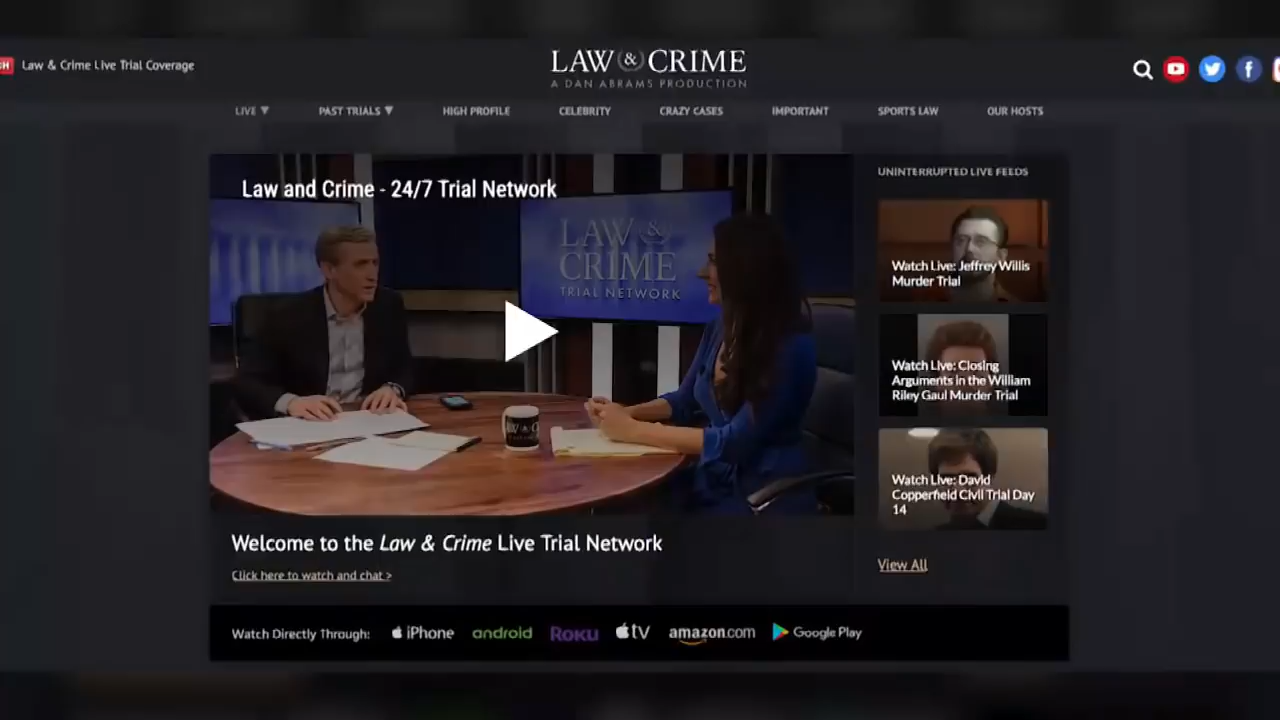 CH Law & Crime Live Trial Coverage
LAW & CRIME
A DAN ABRAMS PRODUCTION
LIVE ▼ PAST TRIALS ▼ HIGH PROFILE CELEBRITY CRAZY CASES IMPORTANT SPORTS LAW OUR HOSTS
Law and Crime - 24/7 Trial Network
LAW &
CRIME
TRIAL NETWORK
UNINTERRUPTED LIVE FEEDS
Watch Live: Jeffrey Willis
Murder Trial
Watch Live: Closing
Arguments in the William
Riley Gaul Murder Trial
Watch Live: David
Copperfield Civil Trial Day
14
View All
Welcome to the Law & Crime Live Trial Network
Click here to watch and chat >
Watch Directly Through: iPhone android ROKU tv amazon.com Google Play